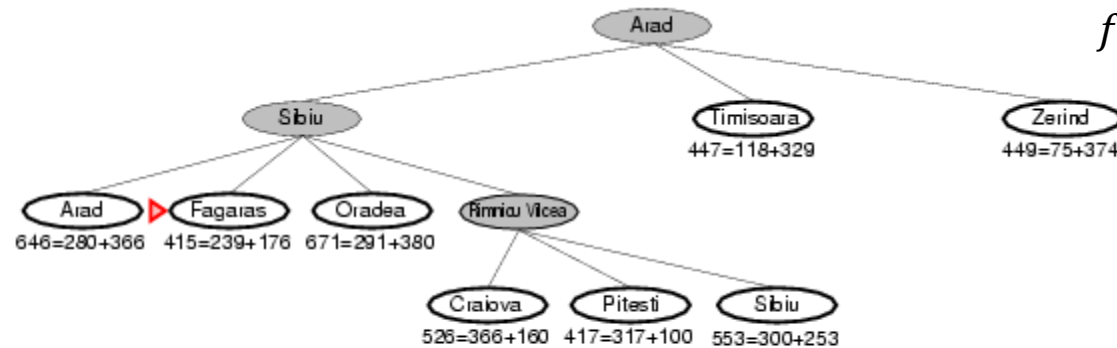 Arad
f
Sibiu
Timisoara
Zerind
447=118+329
449=75+374
Arad
Fagaras
Oradea
Rimnicu Vilcea
646=280+366
415=239+176
671=291+380
Craiova
Pitesti
Sibiu
526=366+160
417=317+100
553=300+253